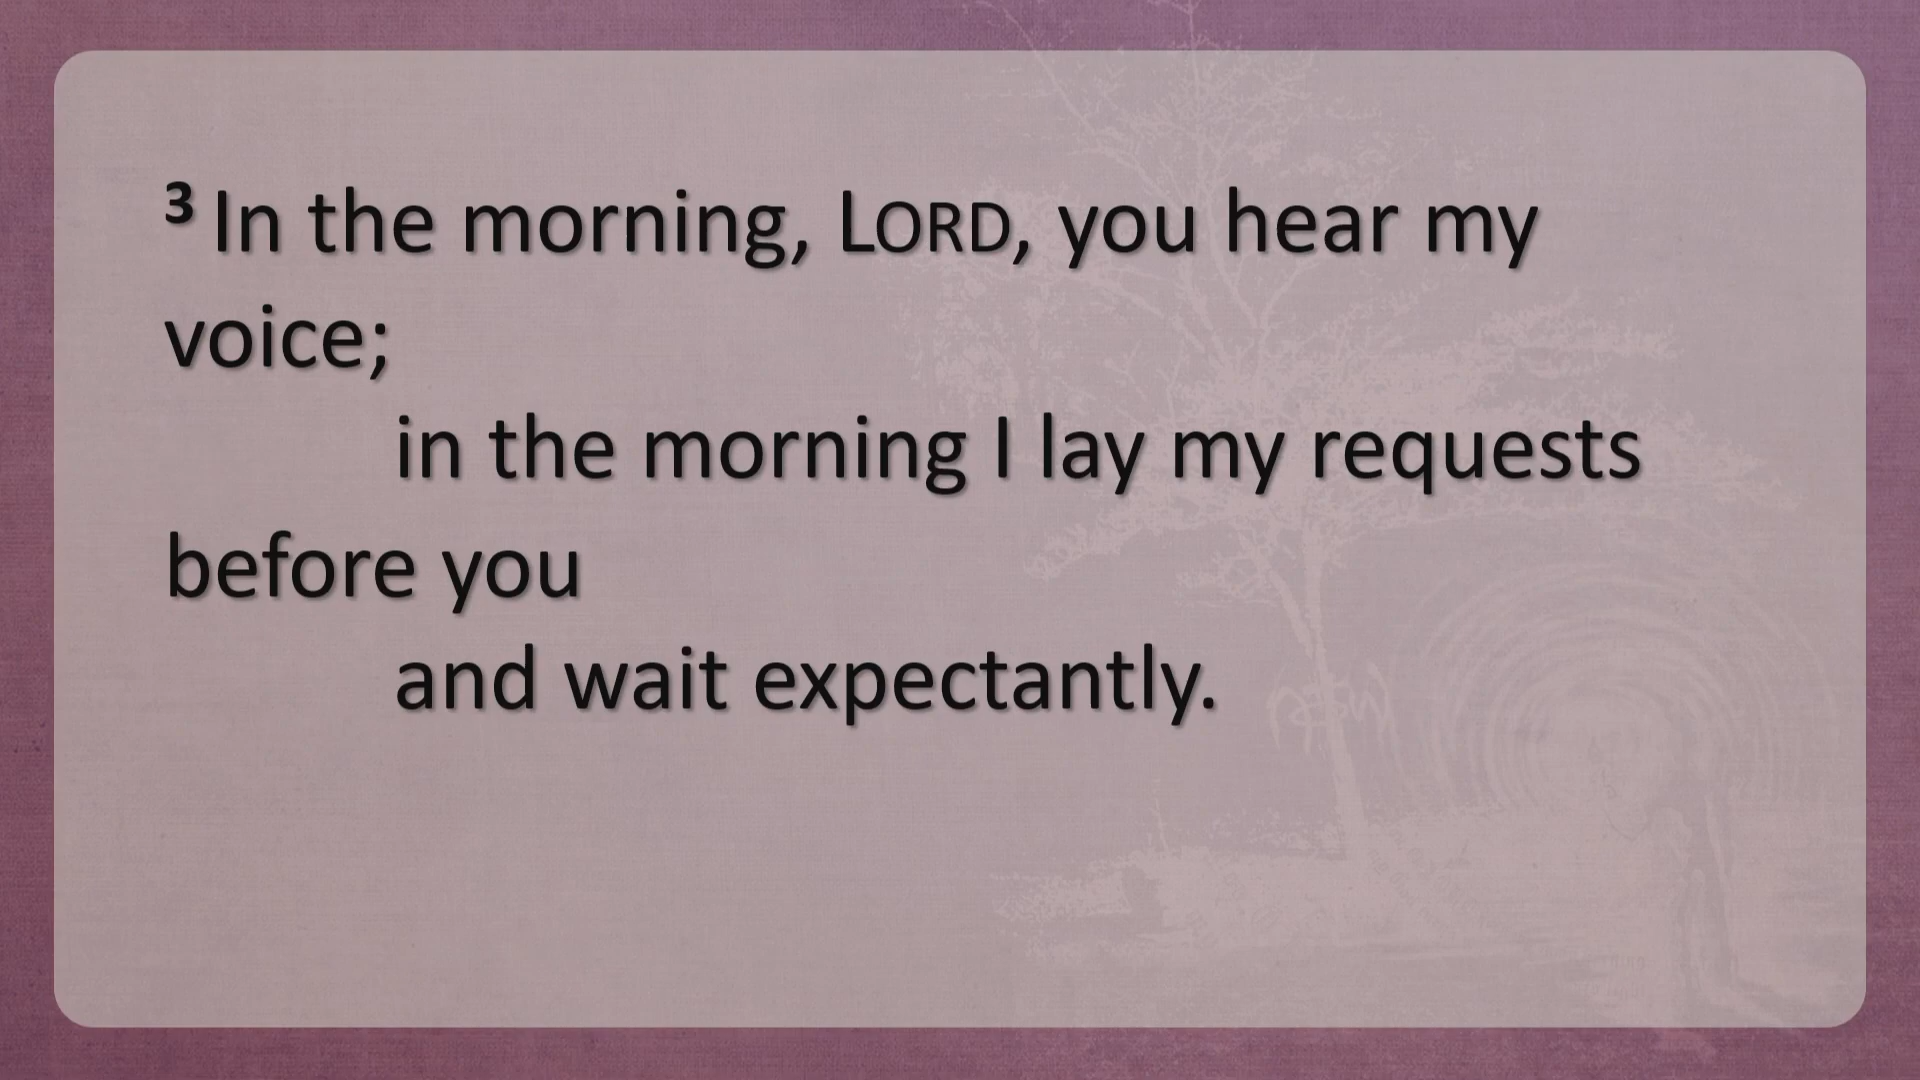 3 In the morning, LORD, you hear my
voice;
in the morning I lay my requests
before you
and wait expectantly.